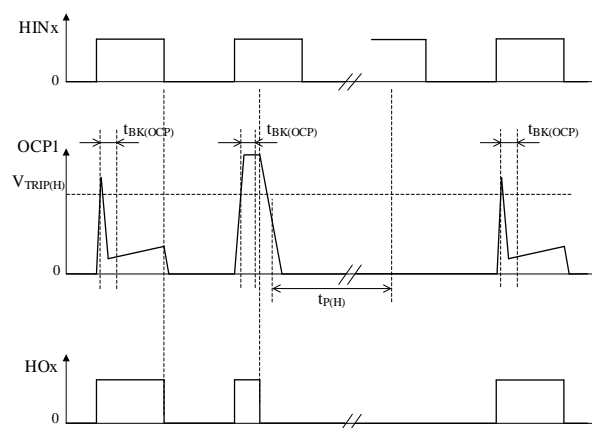 HINx
0
tBK(OCP)
tBK(OCP)
tBK(OCP)
OCP1
VTRIP(H)
0
tP(H)
HOx
0